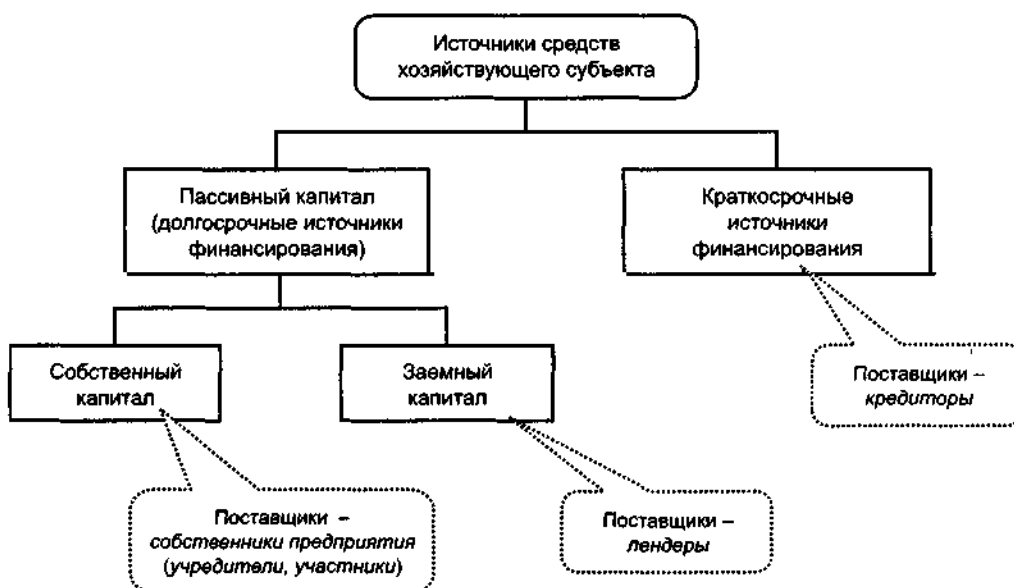 Источники средств
хозяйствующего субъекта
Пассивный капитал
(долгосрочные источники
финансирования)
Краткосрочные
источники
финансирования
Собственный
капитал
Заемный
капитал
Поставщики –
кредиторы
Поставщики –
собственники предприятия
(учредители, участники)
Поставщики –
лендеры